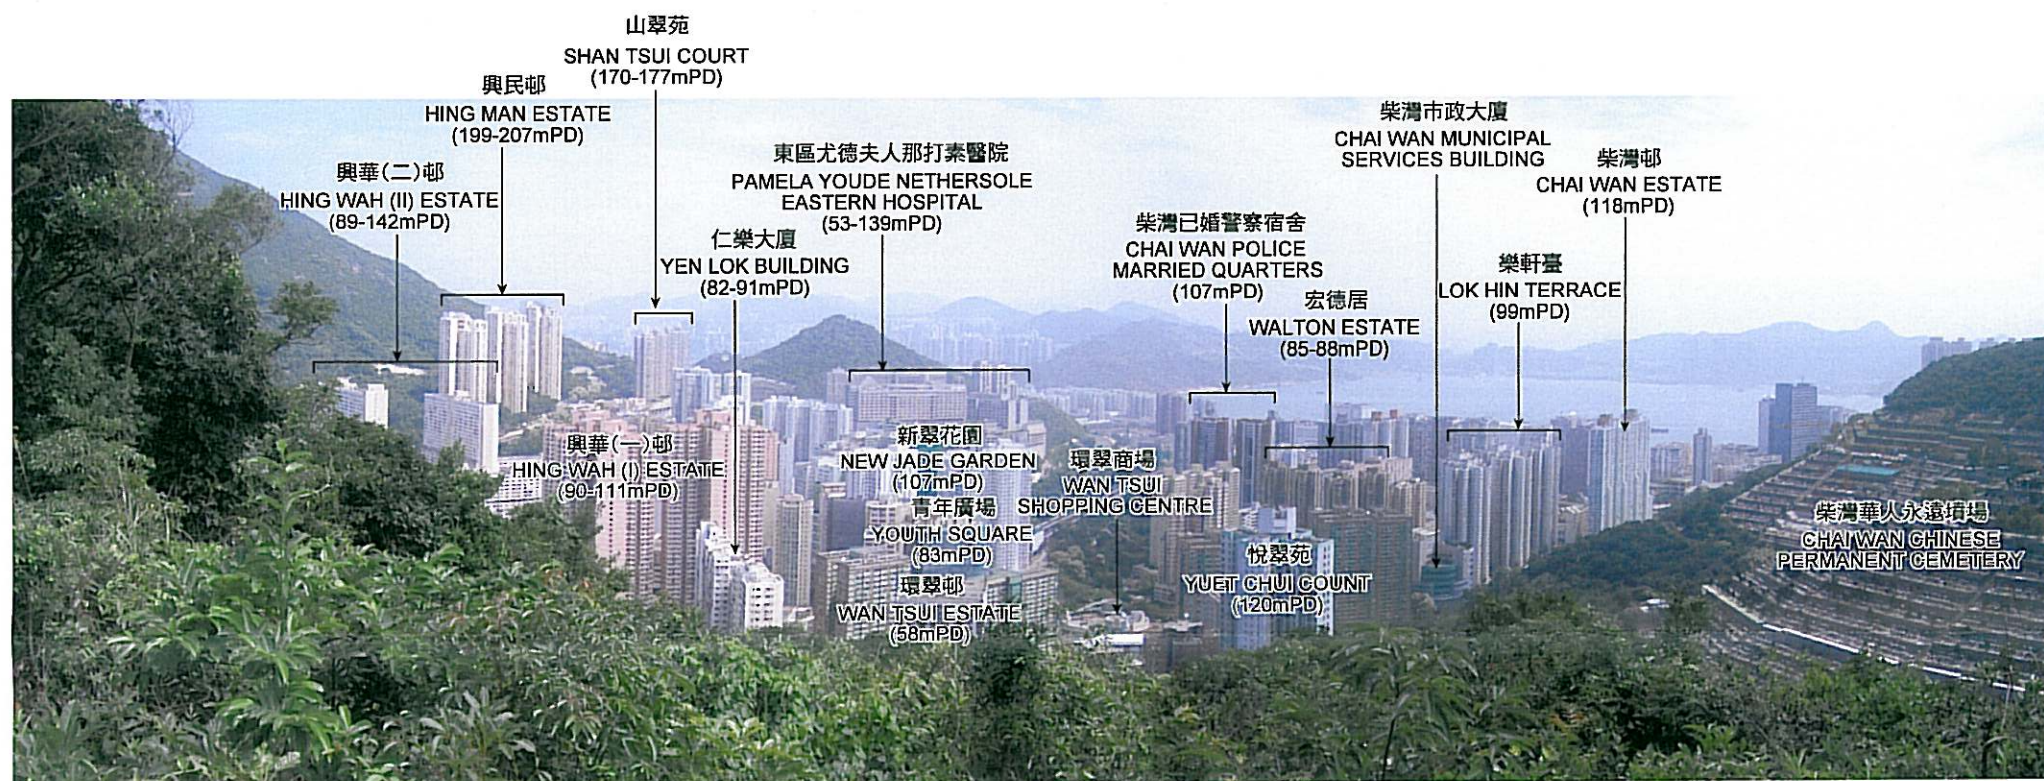 山翠苑
SHAN TSUI COURT
(170-177mPD)
興民邨
HING MAN ESTATE
(199-207mPD)
興華(二)邨
HING WAH (II) ESTATE
(89-142mPD)
仁樂大廈
YEN LOK BUILDING
(82-91mPD)
東區尤德夫人那打素醫院
PAMELA YOUDE NETHERSOLE
EASTERN HOSPITAL
(53-139mPD)
柴灣已婚警察宿舍
CHAI WAN POLICE
MARRIED QUARTERS
(107mPD)
宏德居
WALTON ESTATE
(85-88mPD)
柴灣市政大廈
CHAI WAN MUNICIPAL
SERVICES BUILDING
樂軒臺
LOK HIN TERRACE
(99mPD)
柴灣邨
CHAI WAN ESTATE
(118mPD)
興華(一)邨
HING WAH (I) ESTATE
(90-111mPD)
新翠花園
NEW JADE GARDEN
(107mPD)
青年廣場
YOUTH SQUARE
(83mPD)
環翠邨
WAN TSUI ESTATE
(58mPD)
環翠商場
WAN TSUI
SHOPPING CENTRE
悅翠苑
YUET CHUI COUNT
(120mPD)
柴灣華人永遠墳場
CHAI WAN CHINESE
PERMANENT CEMETERY